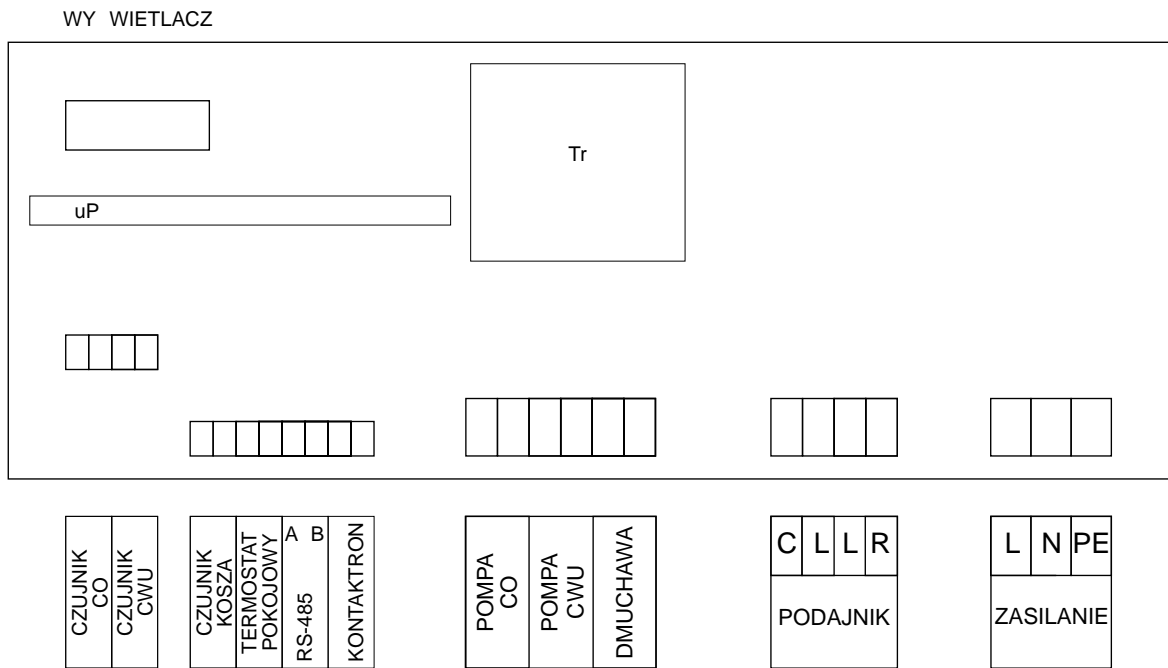 WY WIETLACZ
Tr
uP
CZUJNIK
CO
CZUJNIK
CWU
CZUJNIK
KOSZA
TERMOSTAT
POKOJOWY
A B
RS-485
KONTAKTRON
POMPA
CO
POMPA
CWU
DMUCHAWA
C L L R
PODAJNIK
L N PE
ZASILANIE